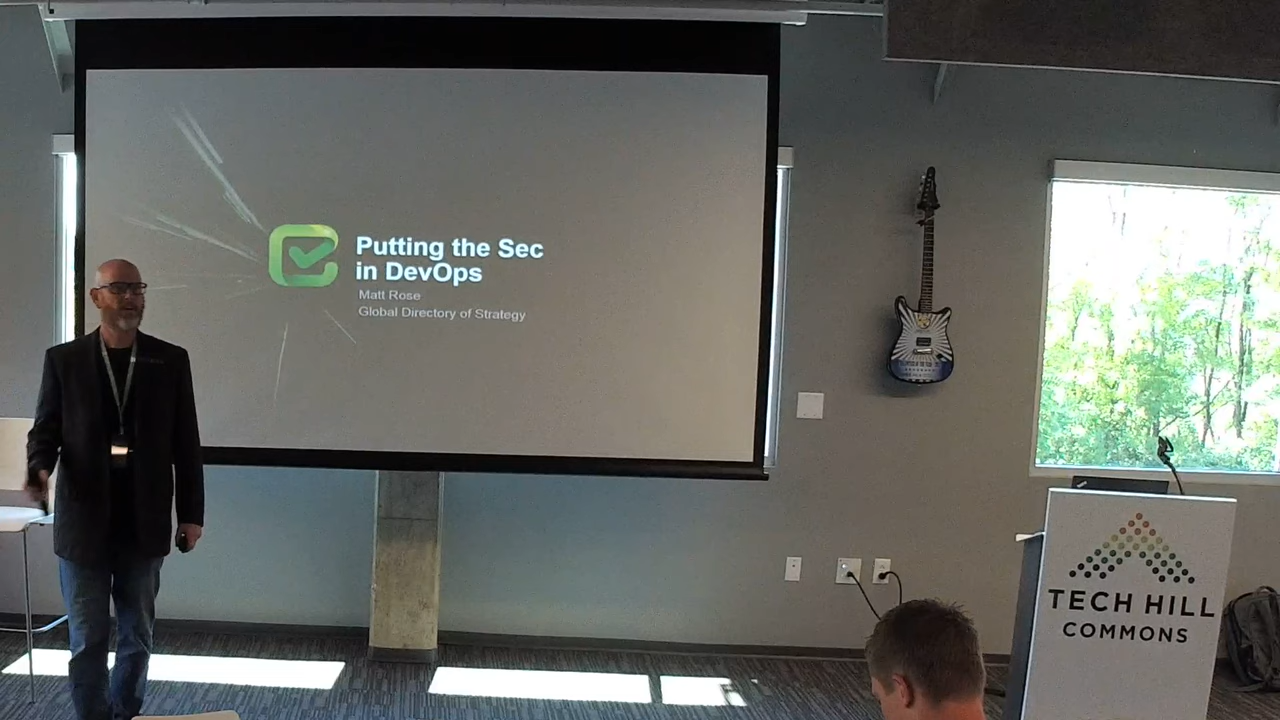 Putting the Sec
in DevOps
Matt Rose
Global Directory of Strategy
TECH HILL
COMMONS